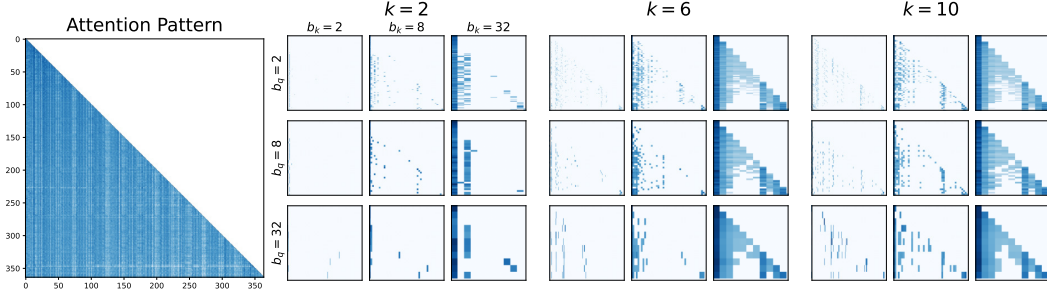 Attention Pattern
0
50
100
150
200
250
300
350
0 50 100 150 200 250 300 350
k = 2
b_k = 2 b_k = 8 b_k = 32
b_q = 2
b_q = 8
b_q = 32
k = 6
k = 10